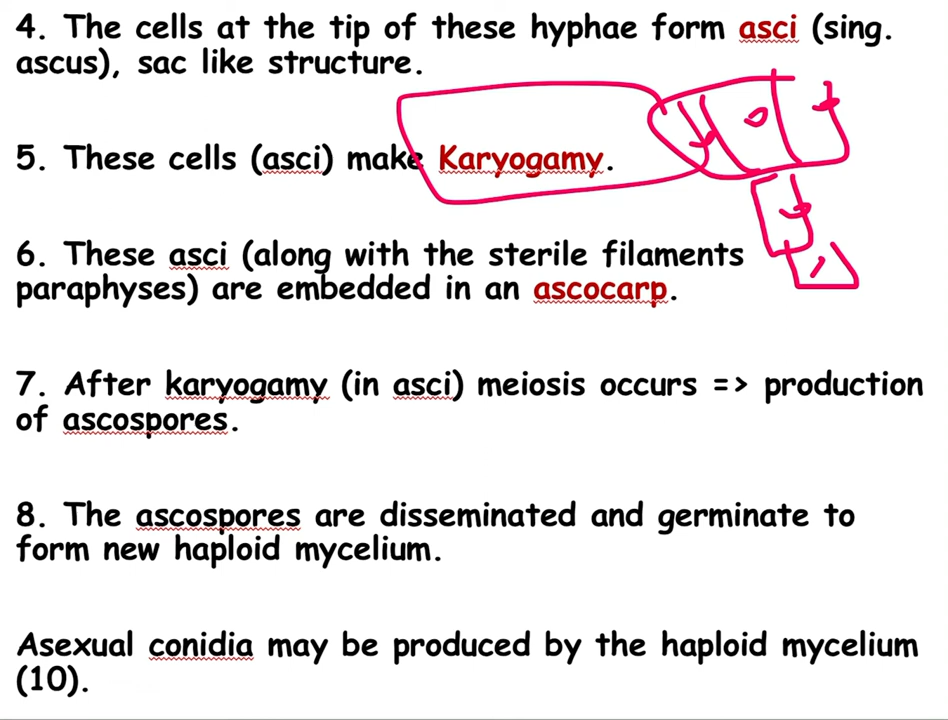 4. The cells at the tip of these hyphae form asci (sing.
ascus), sac like structure.
5. These cells (asci) make Karyogamy.
6. These asci (along with the sterile filaments
paraphyses) are embedded in an ascocarp.
7. After karyogamy (in asci) meiosis occurs => production
of ascospores.
8. The ascospores are disseminated and germinate to
form new haploid mycelium.
Asexual conidia may be produced by the haploid mycelium
(10).